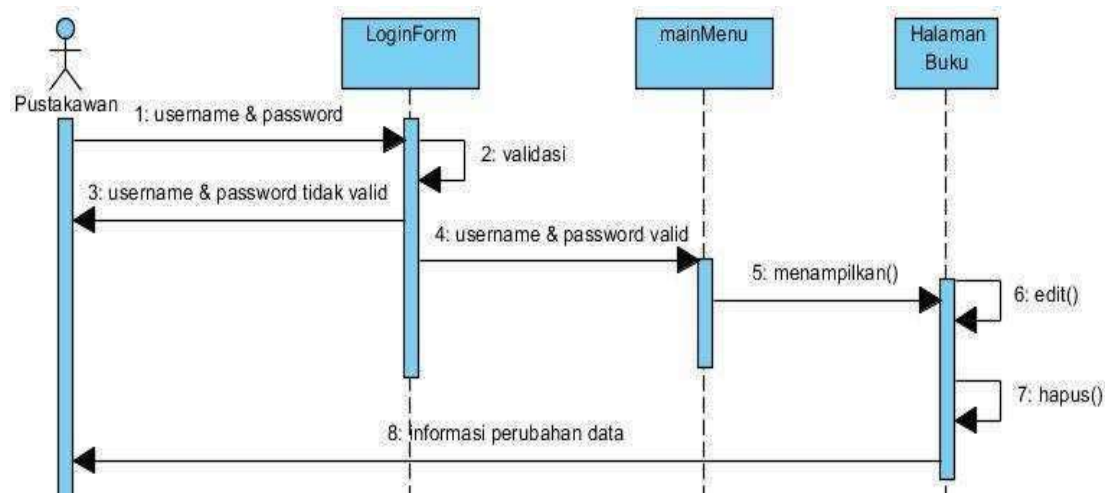 LoginForm
mainMenu
Halaman
Buku
Pustakawan
1: username & password
2: validasi
3: username & password tidak valid
4: username & password valid
5: menampilkan()
6: edit()
7: hapus()
8: informasi perubahan data